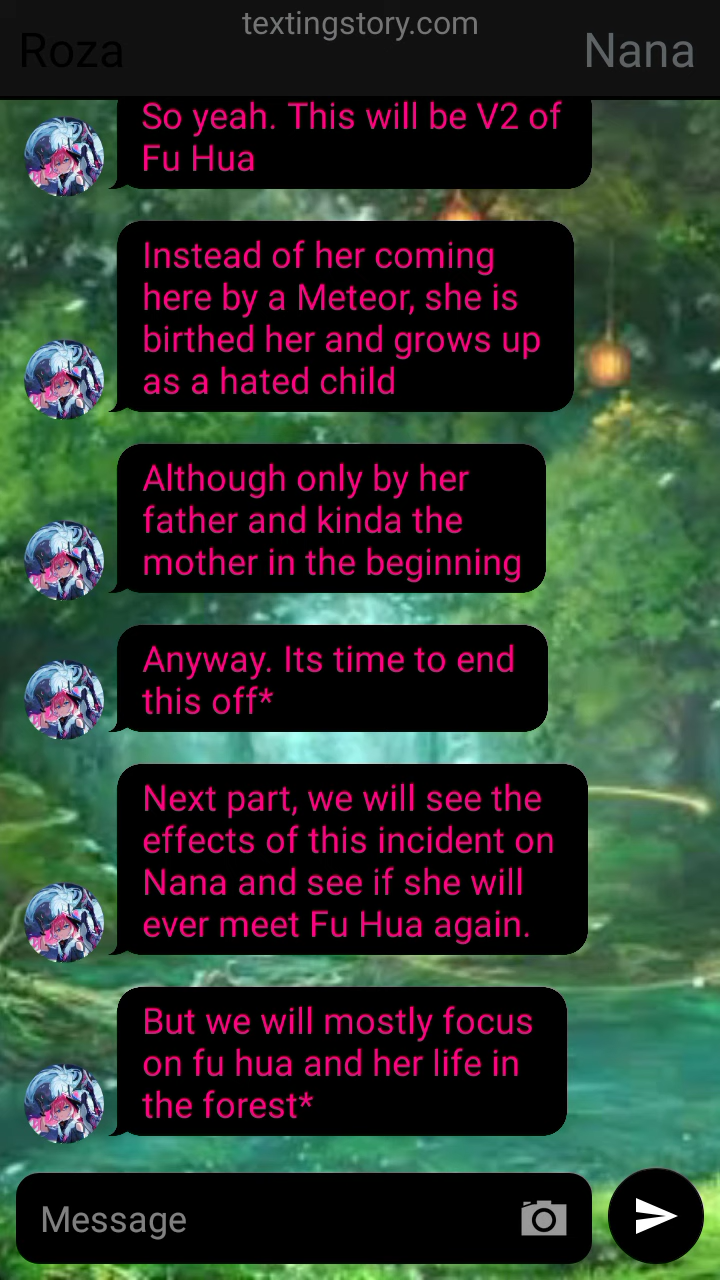 textingstory.com
Roza
Nana
So yeah. This will be V2 of
Fu Hua
Instead of her coming
here by a Meteor, she is
birthed her and grows up
as a hated child
Although only by her
father and kinda the
mother in the beginning
Anyway. Its time to end
this off*
Next part, we will see the
effects of this incident on
Nana and see if she will
ever meet Fu Hua again.
But we will mostly focus
on fu hua and her life in
the forest*
Message